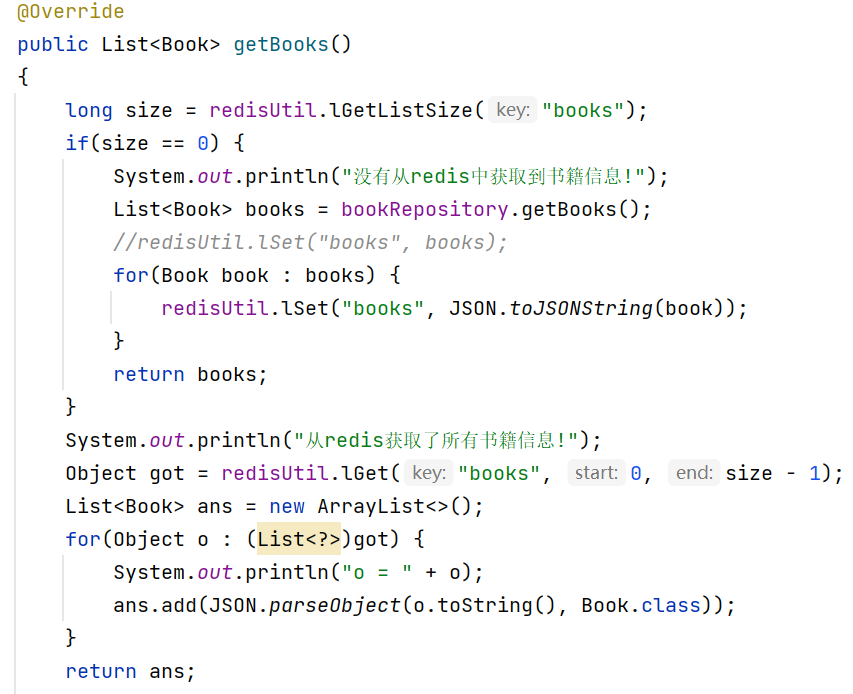 @Override
public List<Book> getBooks()
{
    long size = redisUtil.lGetListSize( key: "books");
    if(size == 0) {
        System.out.println("没有从redis中获取到书籍信息!");
        List<Book> books = bookRepository.getBooks();
        //redisUtil.lSet("books", books);
        for(Book book : books) {
            redisUtil.lSet("books", JSON.toJSONString(book));
        }
        return books;
    }
    System.out.println("从redis获取了所有书籍信息!");
    Object got = redisUtil.lGet( key: "books", start: 0, end: size - 1);
    List<Book> ans = new ArrayList<>();
    for(Object o : (List<?>)got) {
        System.out.println("o = " + o);
        ans.add(JSON.parseObject(o.toString(), Book.class));
    }
    return ans;